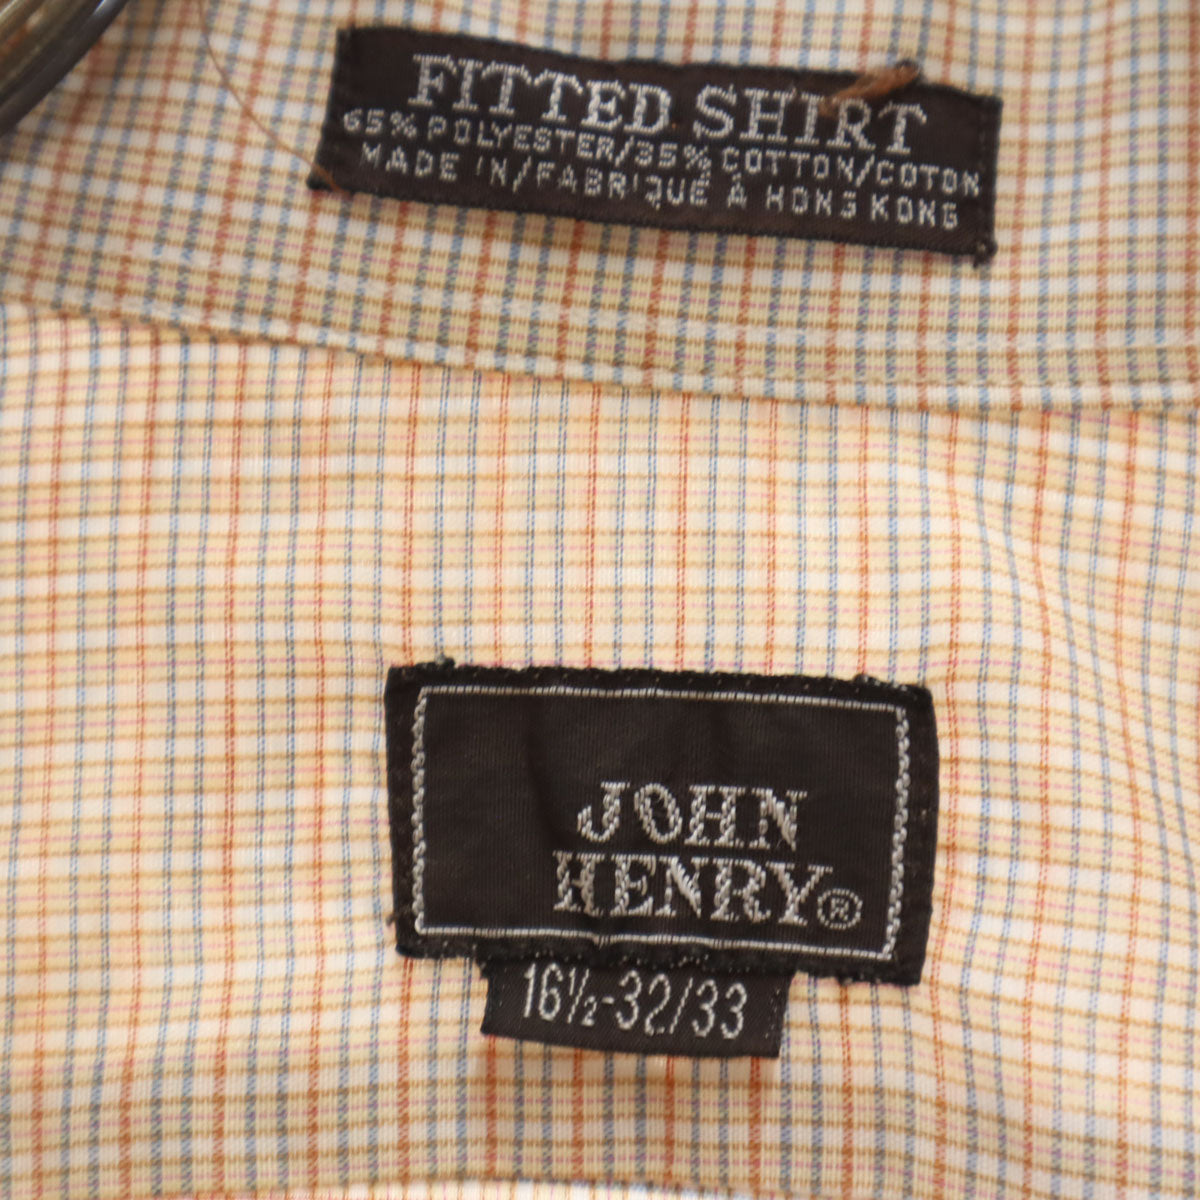 FITTED SHIRT
65% POLYESTER/35% COTTON/COTON
MADE IN/FABRIQUÉ À HONG KONG
JOHN
HENRY®
16½-32/33